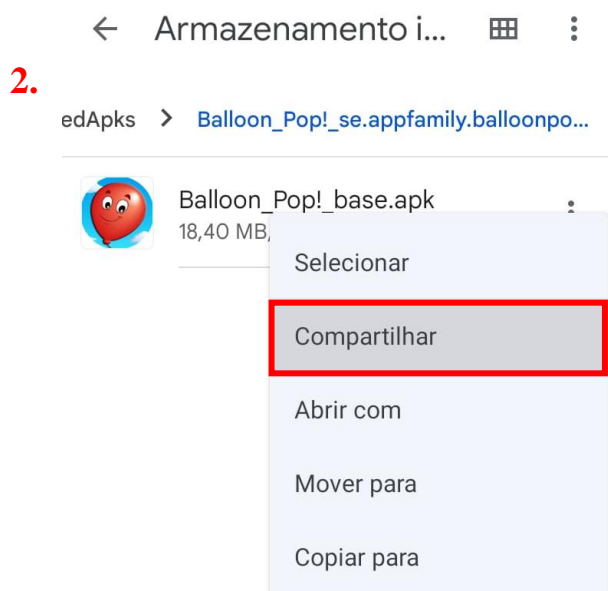 ← Armazenamento i...
2.
edApks > Balloon_Pop!_se.appfamily.balloonpo...
Balloon_Pop!_base.apk
18,40 MB,
Selecionar
Compartilhar
Abrir com
Mover para
Copiar para